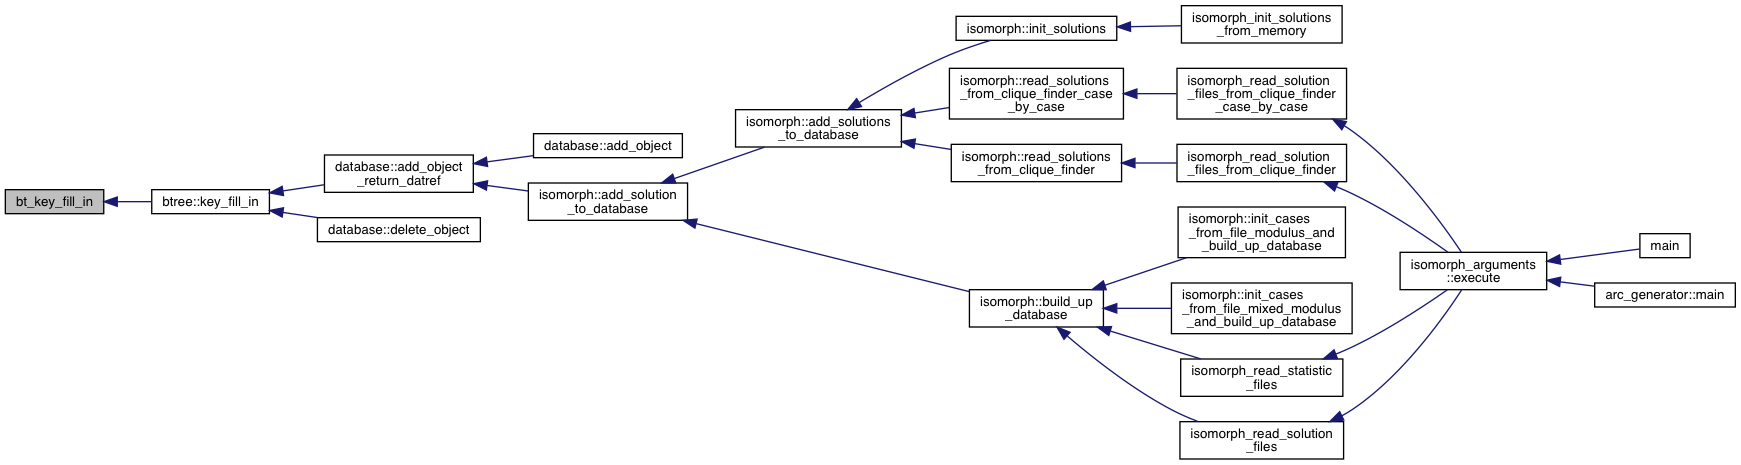 bt_key_fill_in
btree::key_fill_in
database::add_object
_return_datref
database::delete_object
database::add_object
isomorph::add_solution
_to_database
isomorph::add_solutions
_to_database
isomorph::init_solutions
isomorph_init_solutions
_from_memory
isomorph::read_solutions
_from_clique_finder_case
_by_case
isomorph_read_solution
_files_from_clique_finder
_case_by_case
isomorph::read_solutions
_from_clique_finder
isomorph_read_solution
_files_from_clique_finder
isomorph::build_up
_database
isomorph::init_cases
_from_file_modulus_and
_build_up_database
isomorph::init_cases
_from_file_mixed_modulus
_and_build_up_database
isomorph_read_statistic
_files
isomorph_read_solution
_files
isomorph_arguments
::execute
main
arc_generator::main